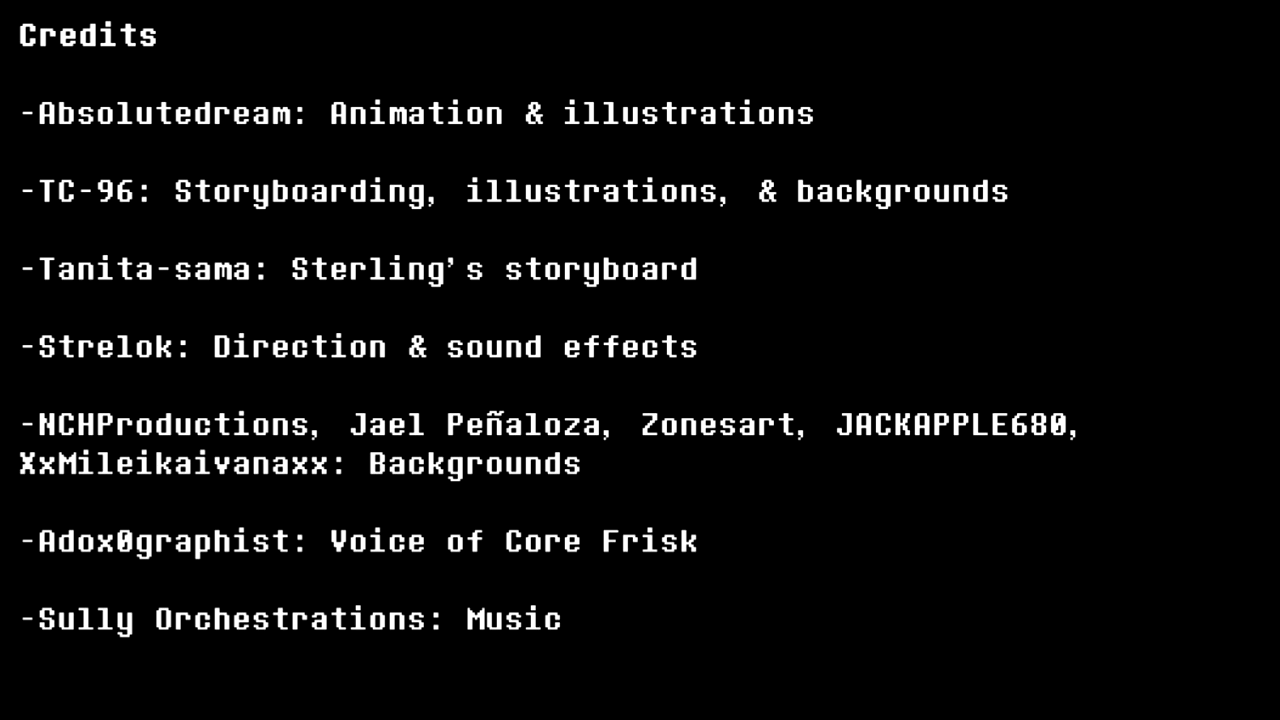 Credits
-Absolutedream: Animation & illustrations
-TC-96: Storyboarding, illustrations, & backgrounds
-Tanita-sama: Sterling’s storyboard
-Strelok: Direction & sound effects
-NCHProductions, Jael Peñaloza, Zonesart, JACKAPPLE680,
XxMileikaivanaxx: Backgrounds
-Adox0graphist: Voice of Core Frisk
-Sully Orchestrations: Music